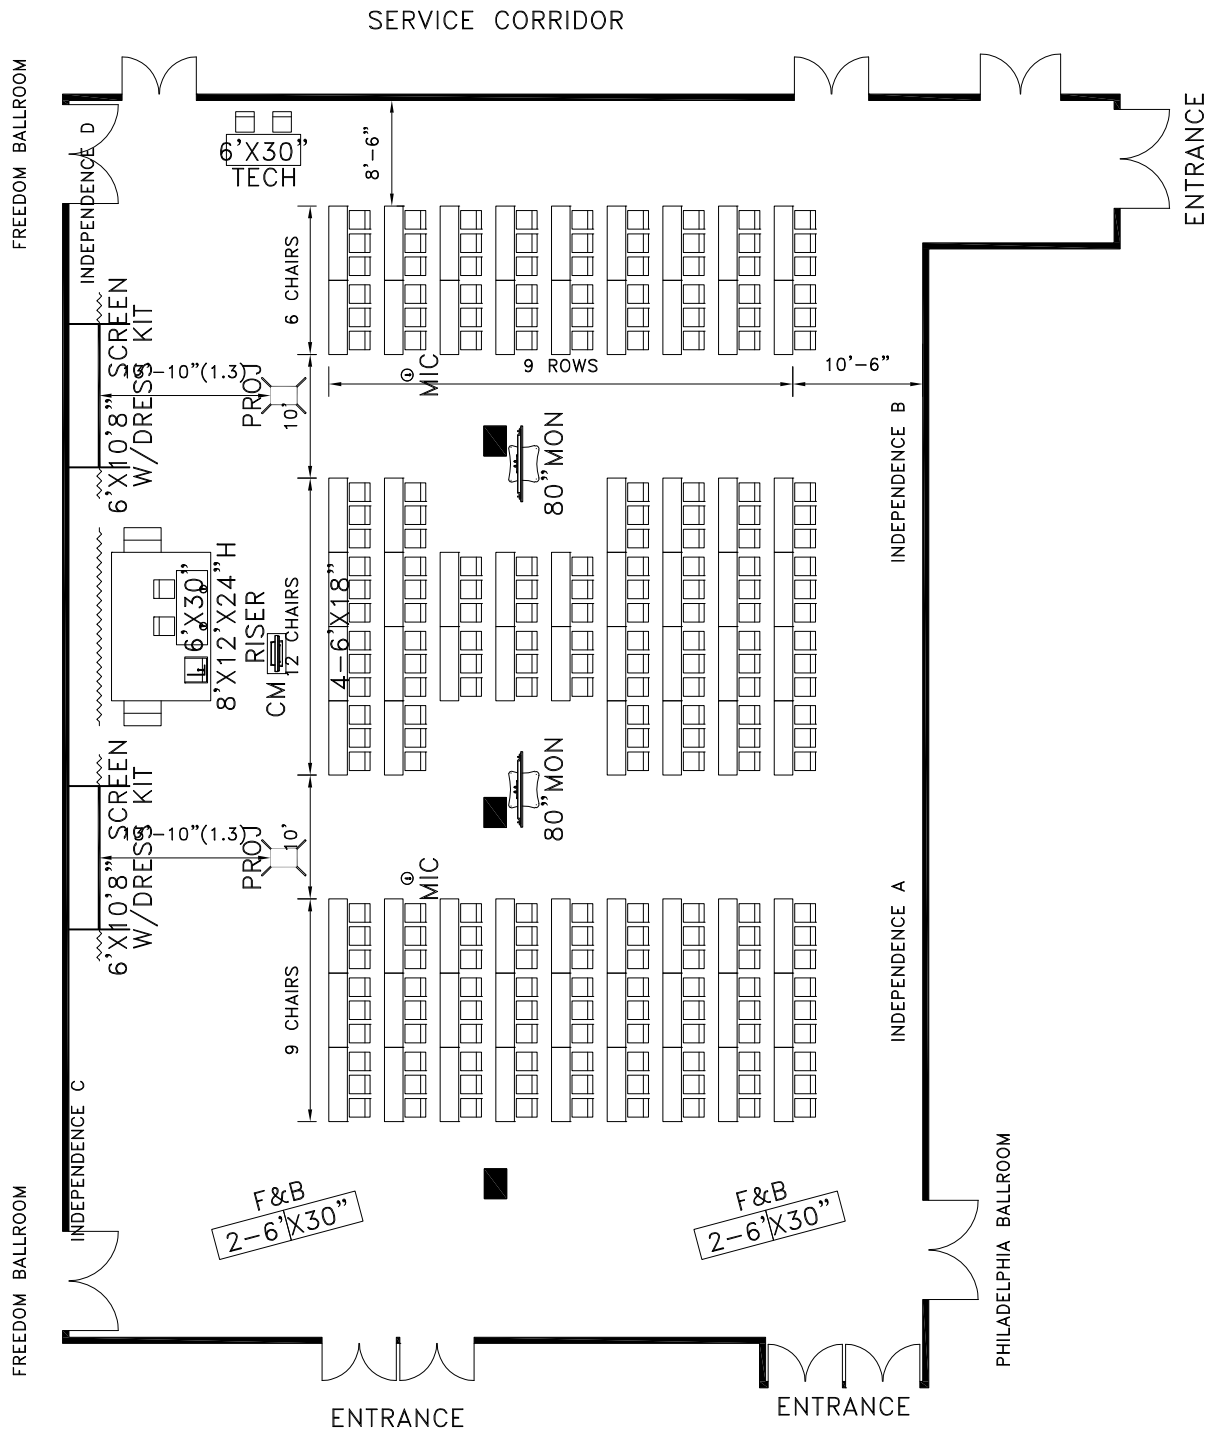 SERVICE CORRIDOR
FREEDOM BALLROOM
INDEPENDENCE D
6'X30"
TECH
8'-6"
ENTRANCE
6 CHAIRS
6'X10'8" SCREEN
W/DRESS KIT
13'-10"(1.3)
PROJ
10'
MIC
9 ROWS
10'-6"
INDEPENDENCE B
80"MON
6'X30"
8'X12'X24"H
RISER
CM
12 CHAIRS
4-6'X18"
6'X10'8" SCREEN
W/DRESS KIT
13'-10"(1.3)
PROJ
10'
MIC
80"MON
INDEPENDENCE A
9 CHAIRS
INDEPENDENCE C
FREEDOM BALLROOM
F&B
2-6'X30"
F&B
2-6'X30"
PHILADELPHIA BALLROOM
ENTRANCE
ENTRANCE